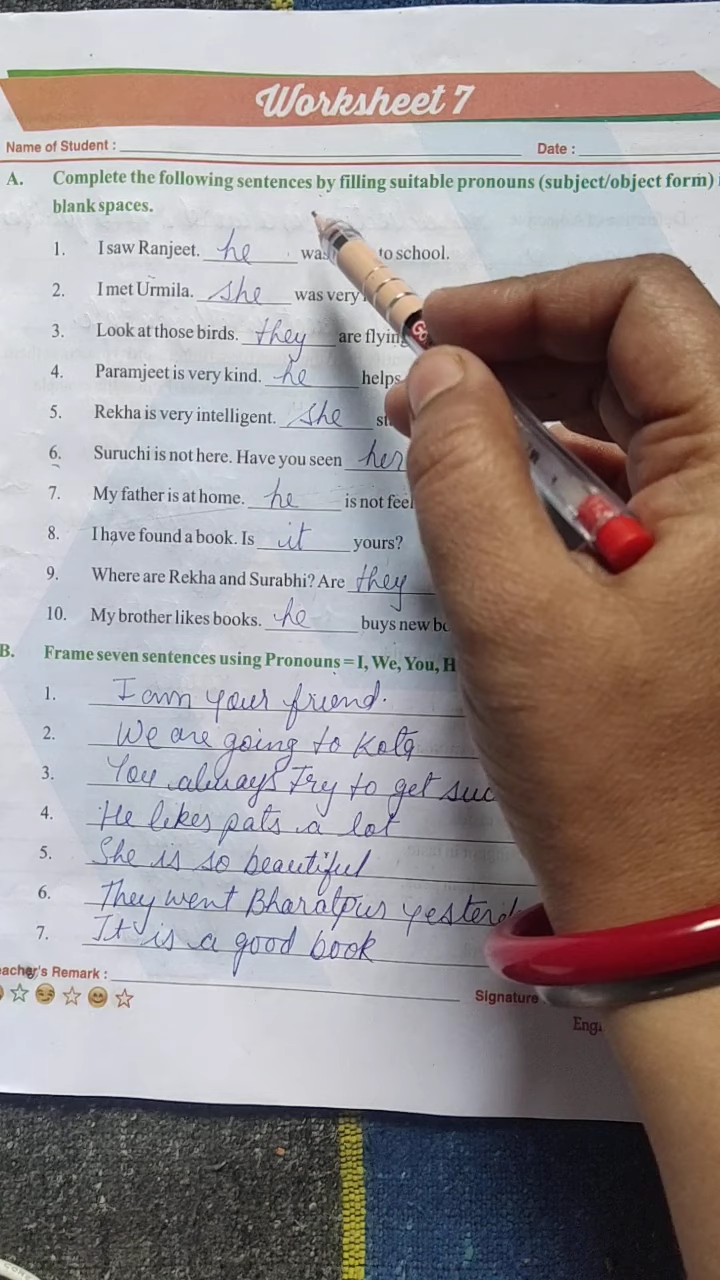 Worksheet 7
Name of Student : Date :
A. Complete the following sentences by filling suitable pronouns (subject/object form)
blank spaces.
1. I saw Ranjeet. he to school.
2. I met Urmila. she was very
3. Look at those birds. they are flying
4. Paramjeet is very kind. he helps
5. Rekha is very intelligent. she
6. Suruchi is not here. Have you seen her
7. My father is at home. he is not feel
8. I have found a book. Is it yours?
9. Where are Rekha and Surabhi? Are they
10. My brother likes books. he buys new
B. Frame seven sentences using Pronouns = I, We, You, H
1. I am your friend.
2. We are going to Kota
3. You always Try to get suc
4. He likes pats a lot
5. She is so beautiful
6. They went Bharatpur yesterd
7. It is a good book
eacher's Remark :
Signature
Eng